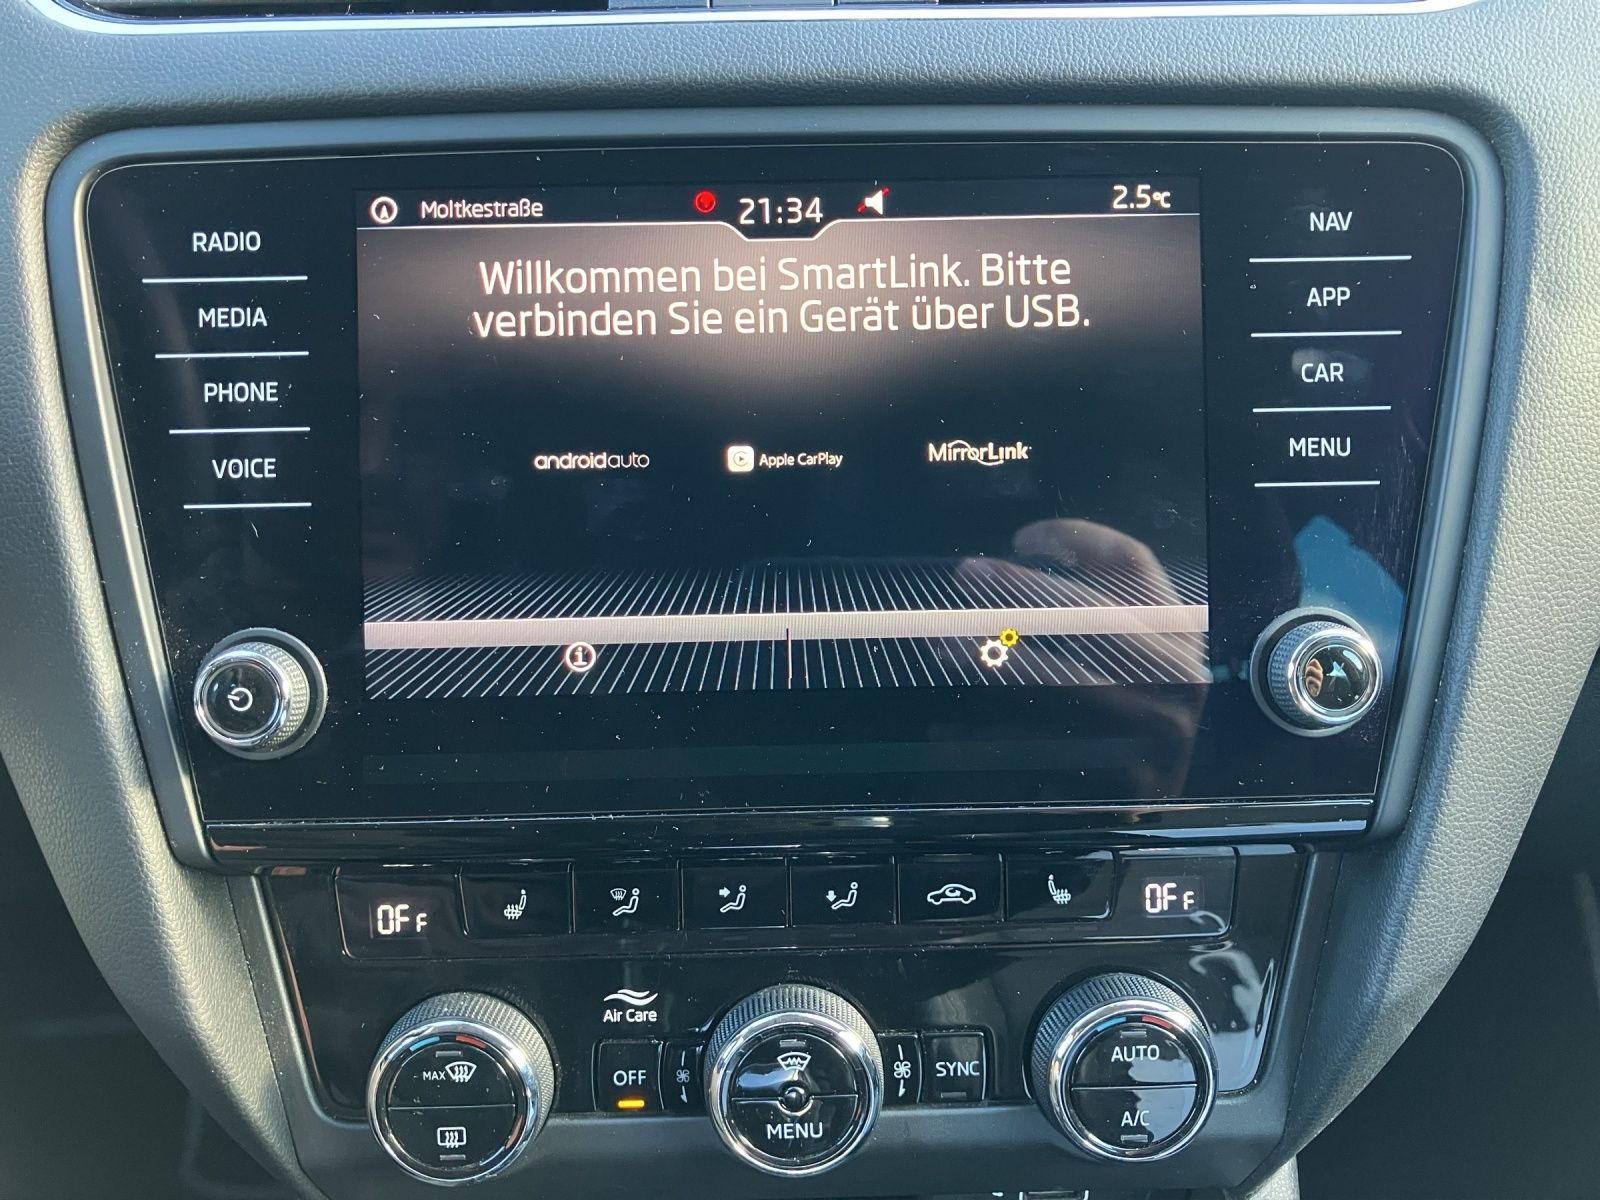 Moltkestraße
21:34
2.5°C
RADIO
MEDIA
PHONE
VOICE
Willkommen bei SmartLink. Bitte
verbinden Sie ein Gerät über USB.
androidauto
Apple CarPlay
MirrorLink
NAV
APP
CAR
MENU
OFF
OFF
Air Care
MAX
OFF
MENU
SYNC
AUTO
A/C